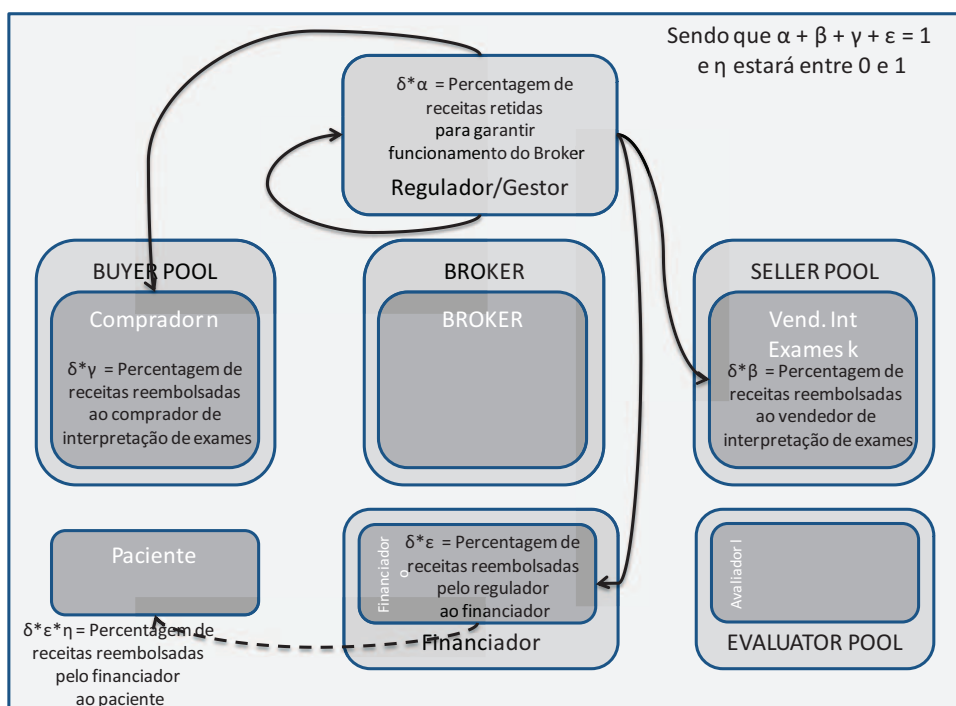 Sendo que α + β + γ + ε = 1
e η estará entre 0 e 1
δ*α = Percentagem de
receitas retidas
para garantir
funcionamento do Broker
Regulador/Gestor
BUYER POOL
Comprador n
δ*γ = Percentagem de
receitas reembolsadas
ao comprador de
interpretação de exames
BROKER
BROKER
SELLER POOL
Vend. Int
Exames k
δ*β = Percentagem de
receitas reembolsadas
ao vendedor de
interpretação de exames
Paciente
δ*ε*η = Percentagem de
receitas reembolsadas
pelo financiador
ao paciente
Financiador
o
δ*ε = Percentagem de
receitas reembolsadas
pelo regulador
ao financiador
Financiador
Avaliador l
EVALUATOR POOL